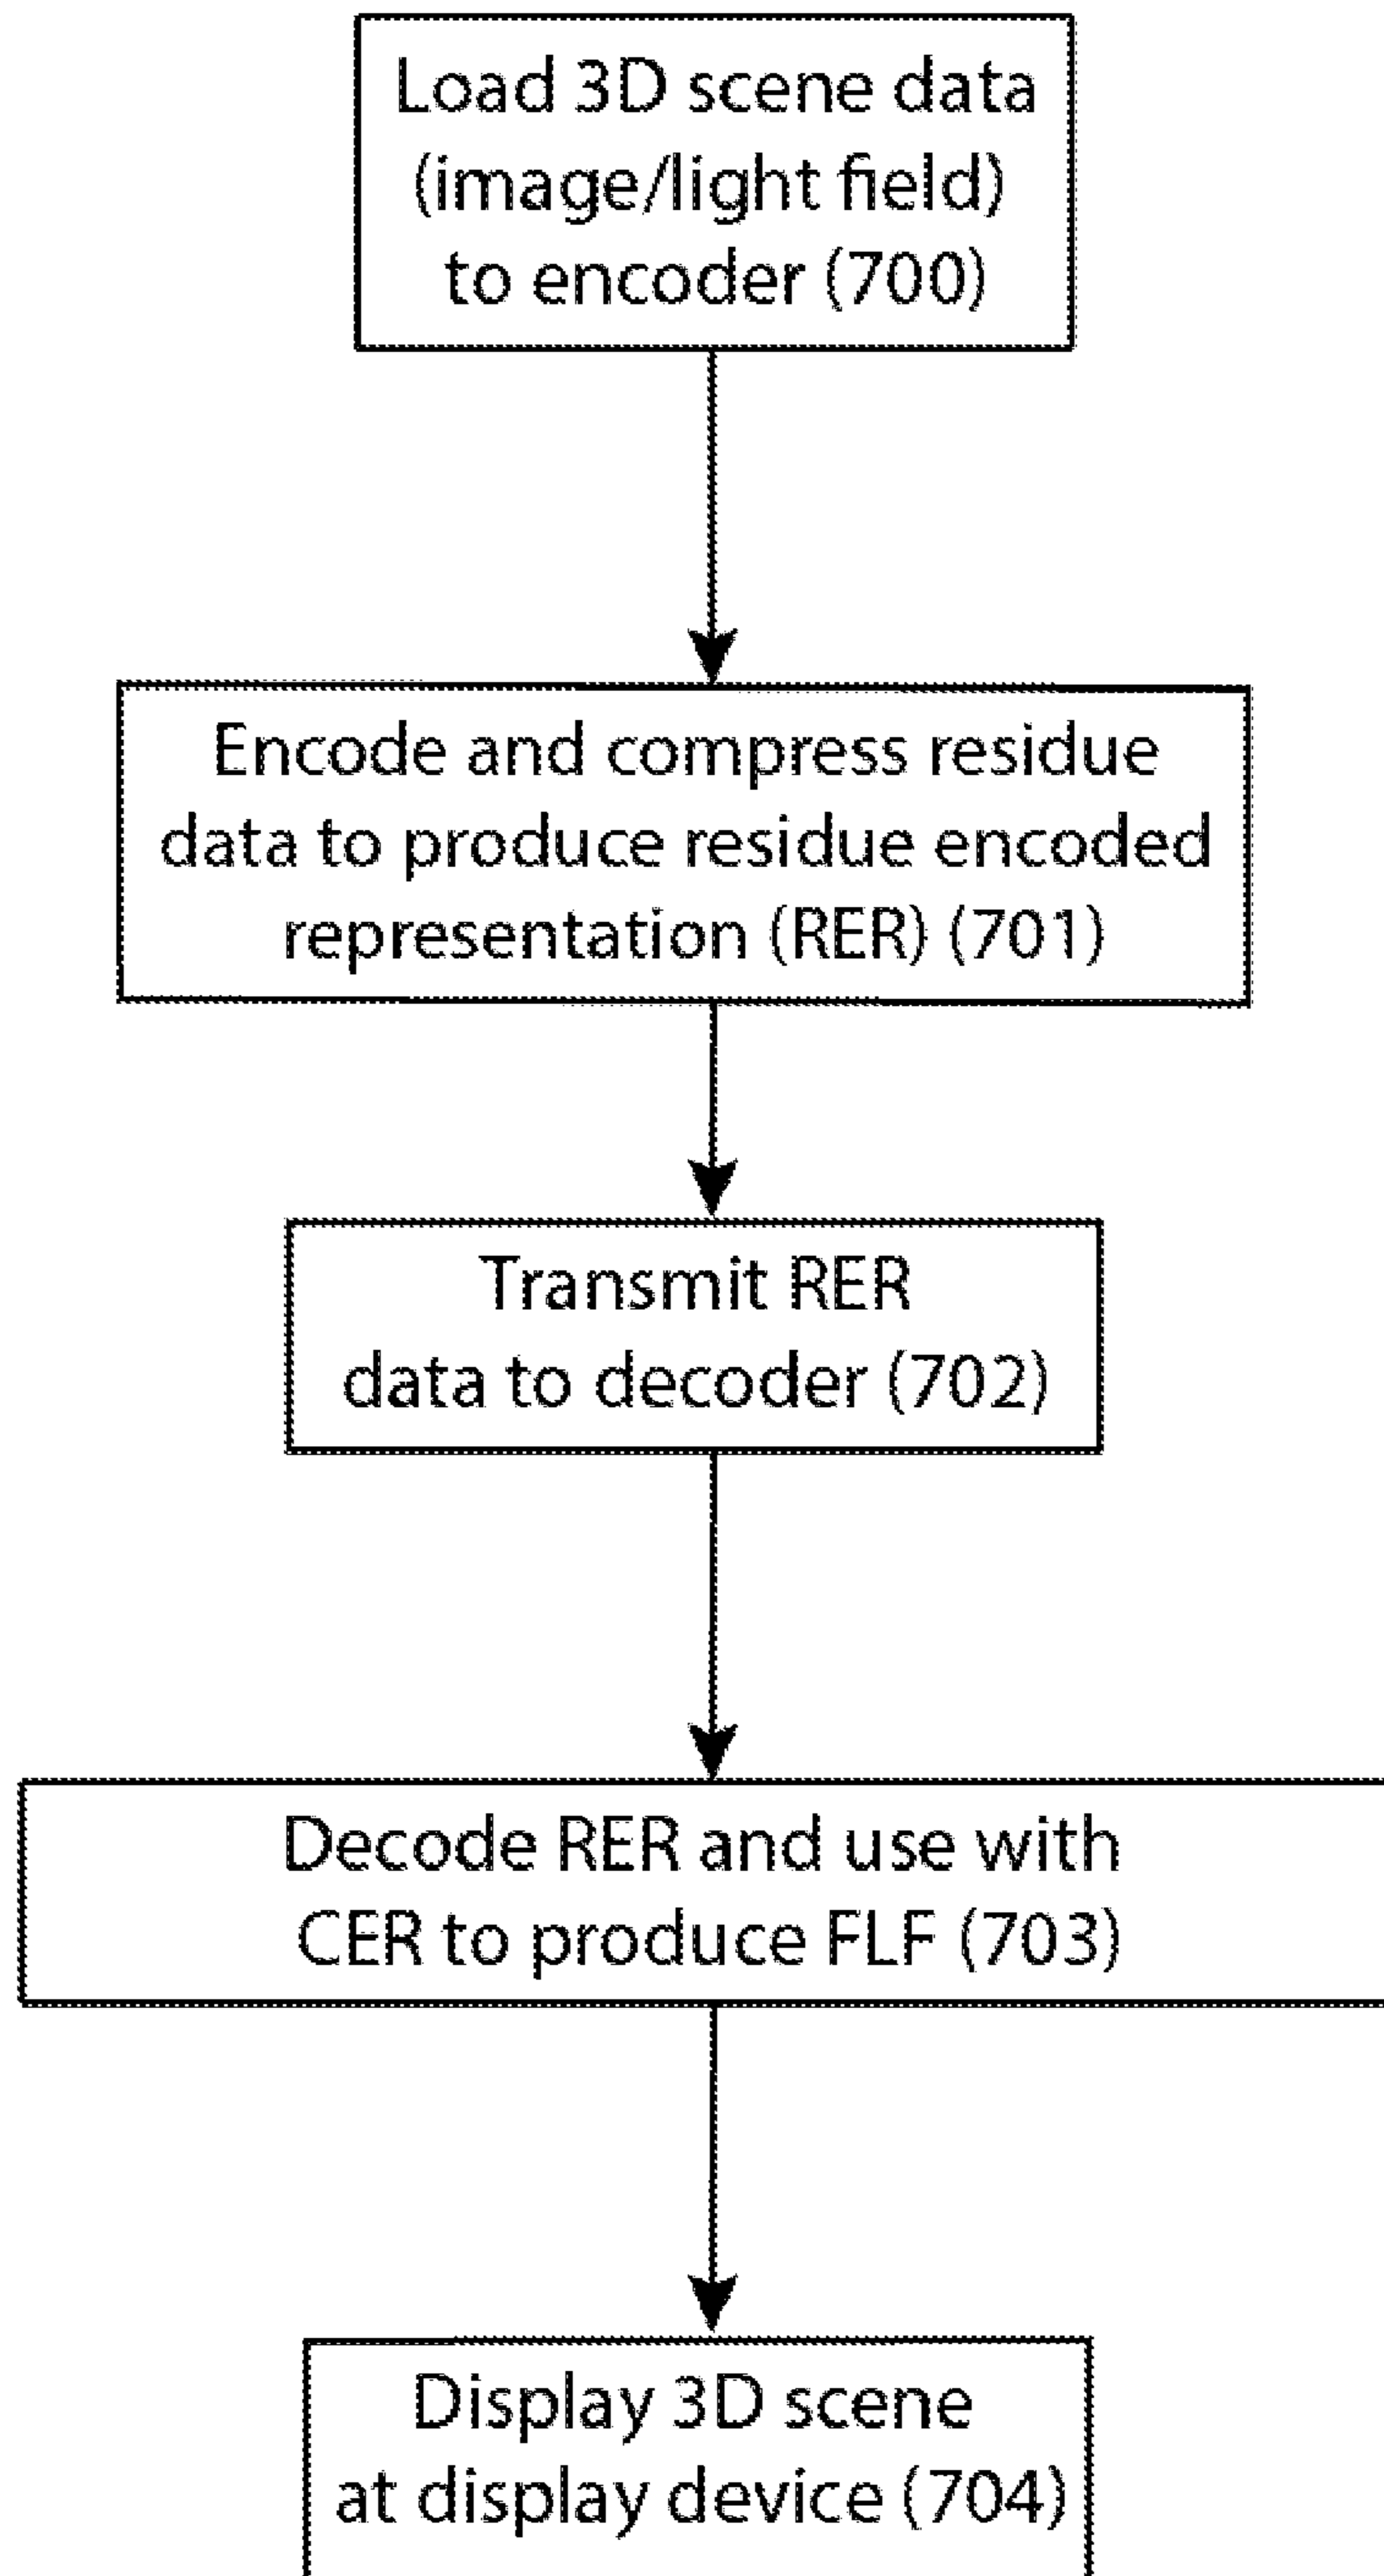 Load 3D scene data
(image/light field)
to encoder (700)
Encode and compress residue
data to produce residue encoded
representation (RER) (701)
Transmit RER
data to decoder (702)
Decode RER and use with
CER to produce FLF (703)
Display 3D scene
at display device (704)